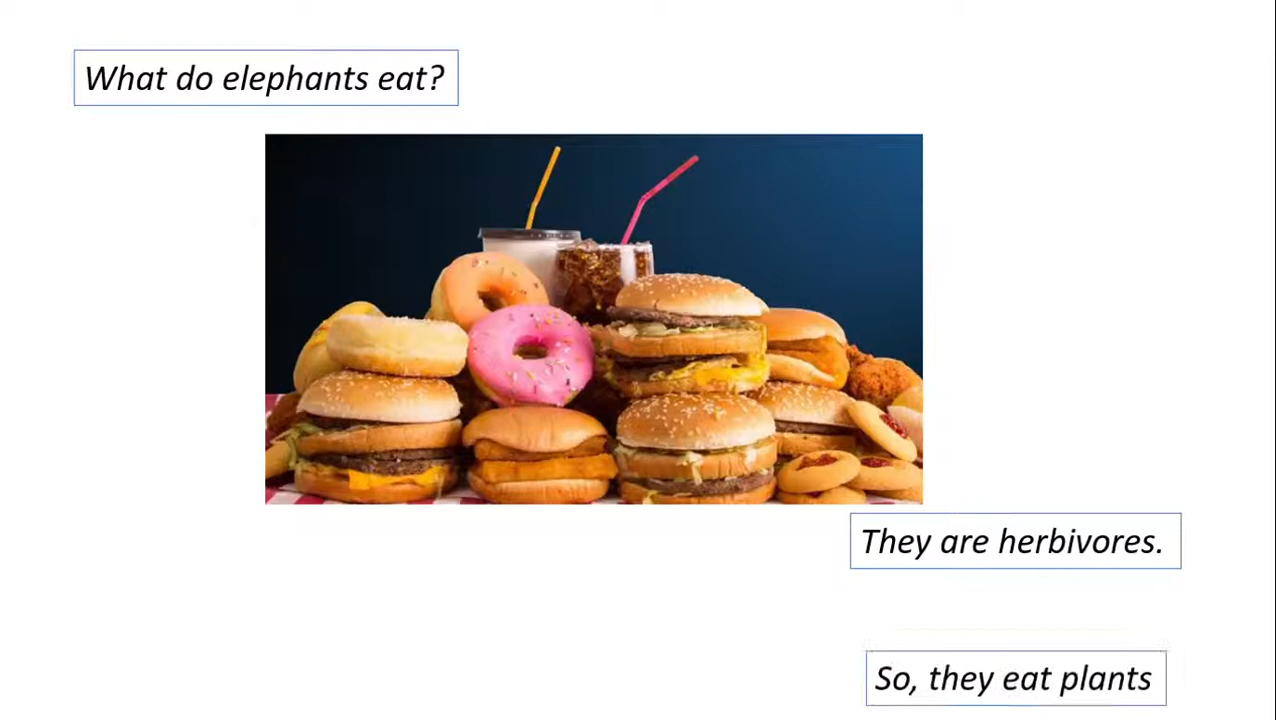 What do elephants eat?
They are herbivores.
So, they eat plants